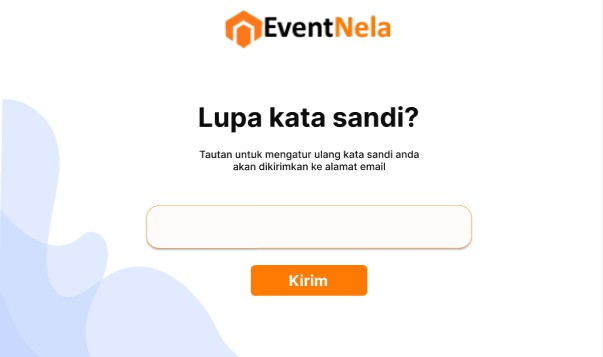 EventNela
Lupa kata sandi?
Tautan untuk mengatur ulang kata sandi anda
akan dikirimkan ke alamat email
Kirim